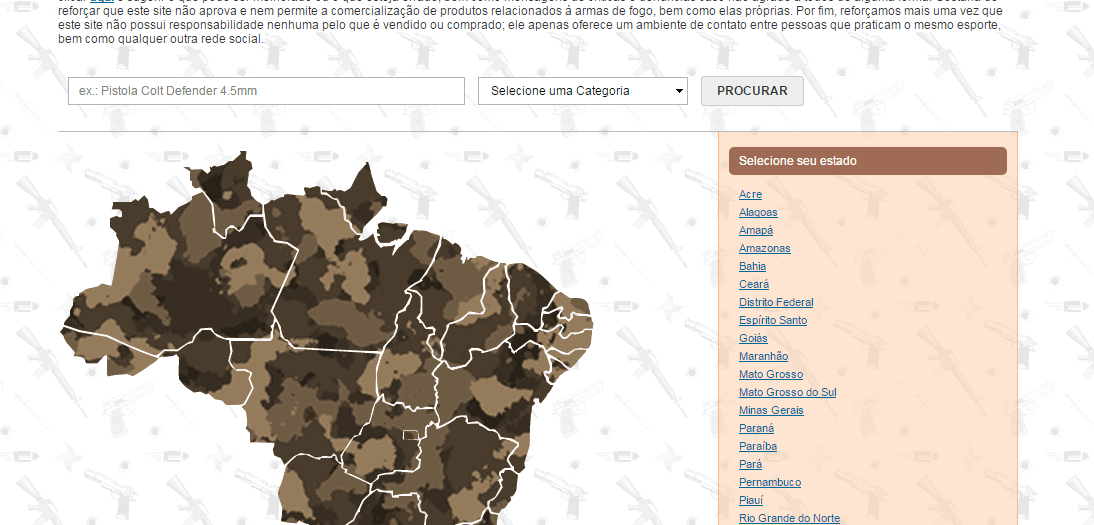 reforçar que este site não aprova e nem permite a comercialização de produtos relacionados à armas de fogo, bem como elas próprias. Por fim, reforçamos mais uma vez que
este site não possui responsabilidade nenhuma pelo que é vendido ou comprado; ele apenas oferece um ambiente de contato entre pessoas que praticam o mesmo esporte,
bem como qualquer outra rede social.
ex.: Pistola Colt Defender 4.5mm
Selecione uma Categoria
PROCURAR
Selecione seu estado
Acre
Alagoas
Amapá
Amazonas
Bahia
Ceará
Distrito Federal
Espírito Santo
Goiás
Maranhão
Mato Grosso
Mato Grosso do Sul
Minas Gerais
Paraná
Paraíba
Pará
Pernambuco
Piauí
Rio Grande do Norte